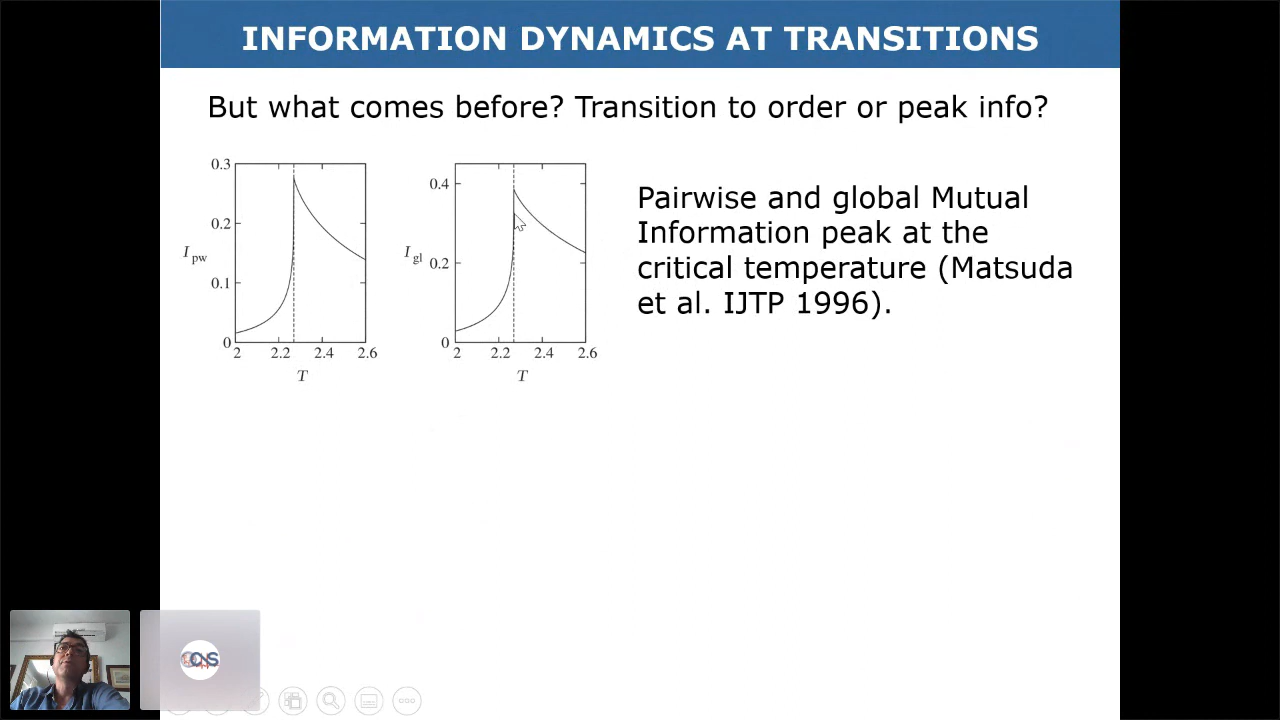 INFORMATION DYNAMICS AT TRANSITIONS
But what comes before? Transition to order or peak info?
0.3
0.2
I pw
0.1
0
2 2.2 2.4 2.6
T
0.4
I gl
0.2
0
2 2.2 2.4 2.6
T
Pairwise and global Mutual
Information peak at the
critical temperature (Matsuda
et al. IJTP 1996).